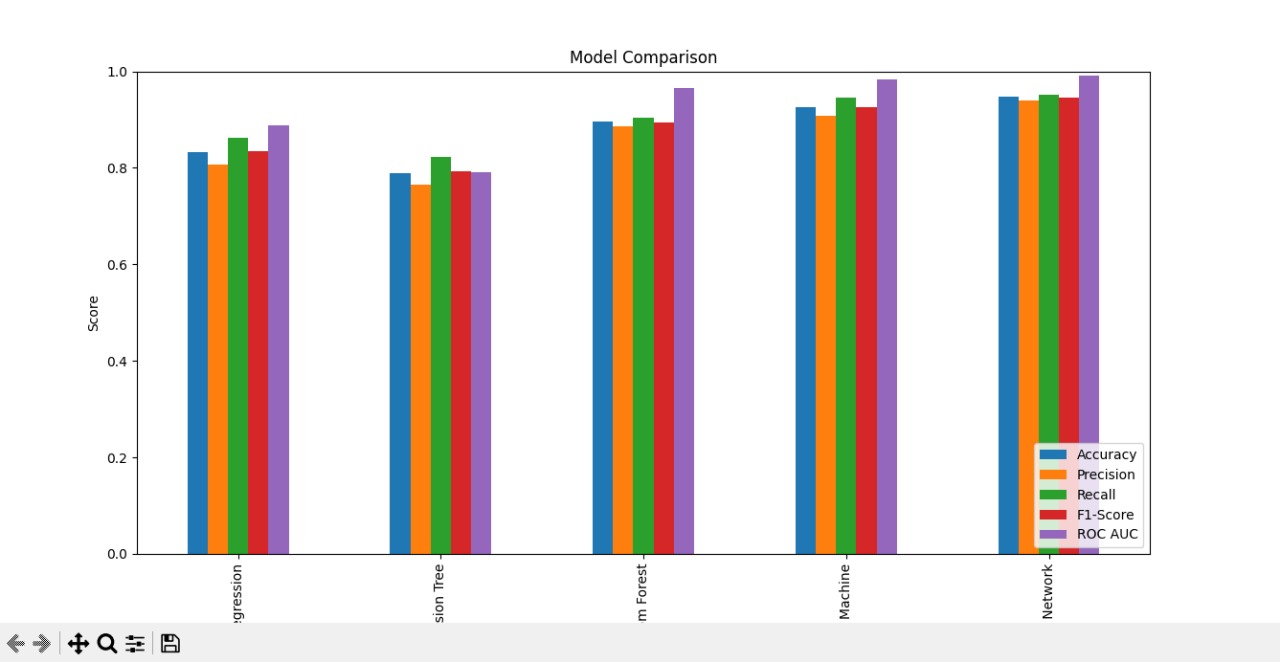 Model Comparison
1.0
0.8
0.6
0.4
0.2
0.0
Score
Accuracy
Precision
Recall
F1-Score
ROC AUC
egression
sion Tree
m Forest
Machine
Network